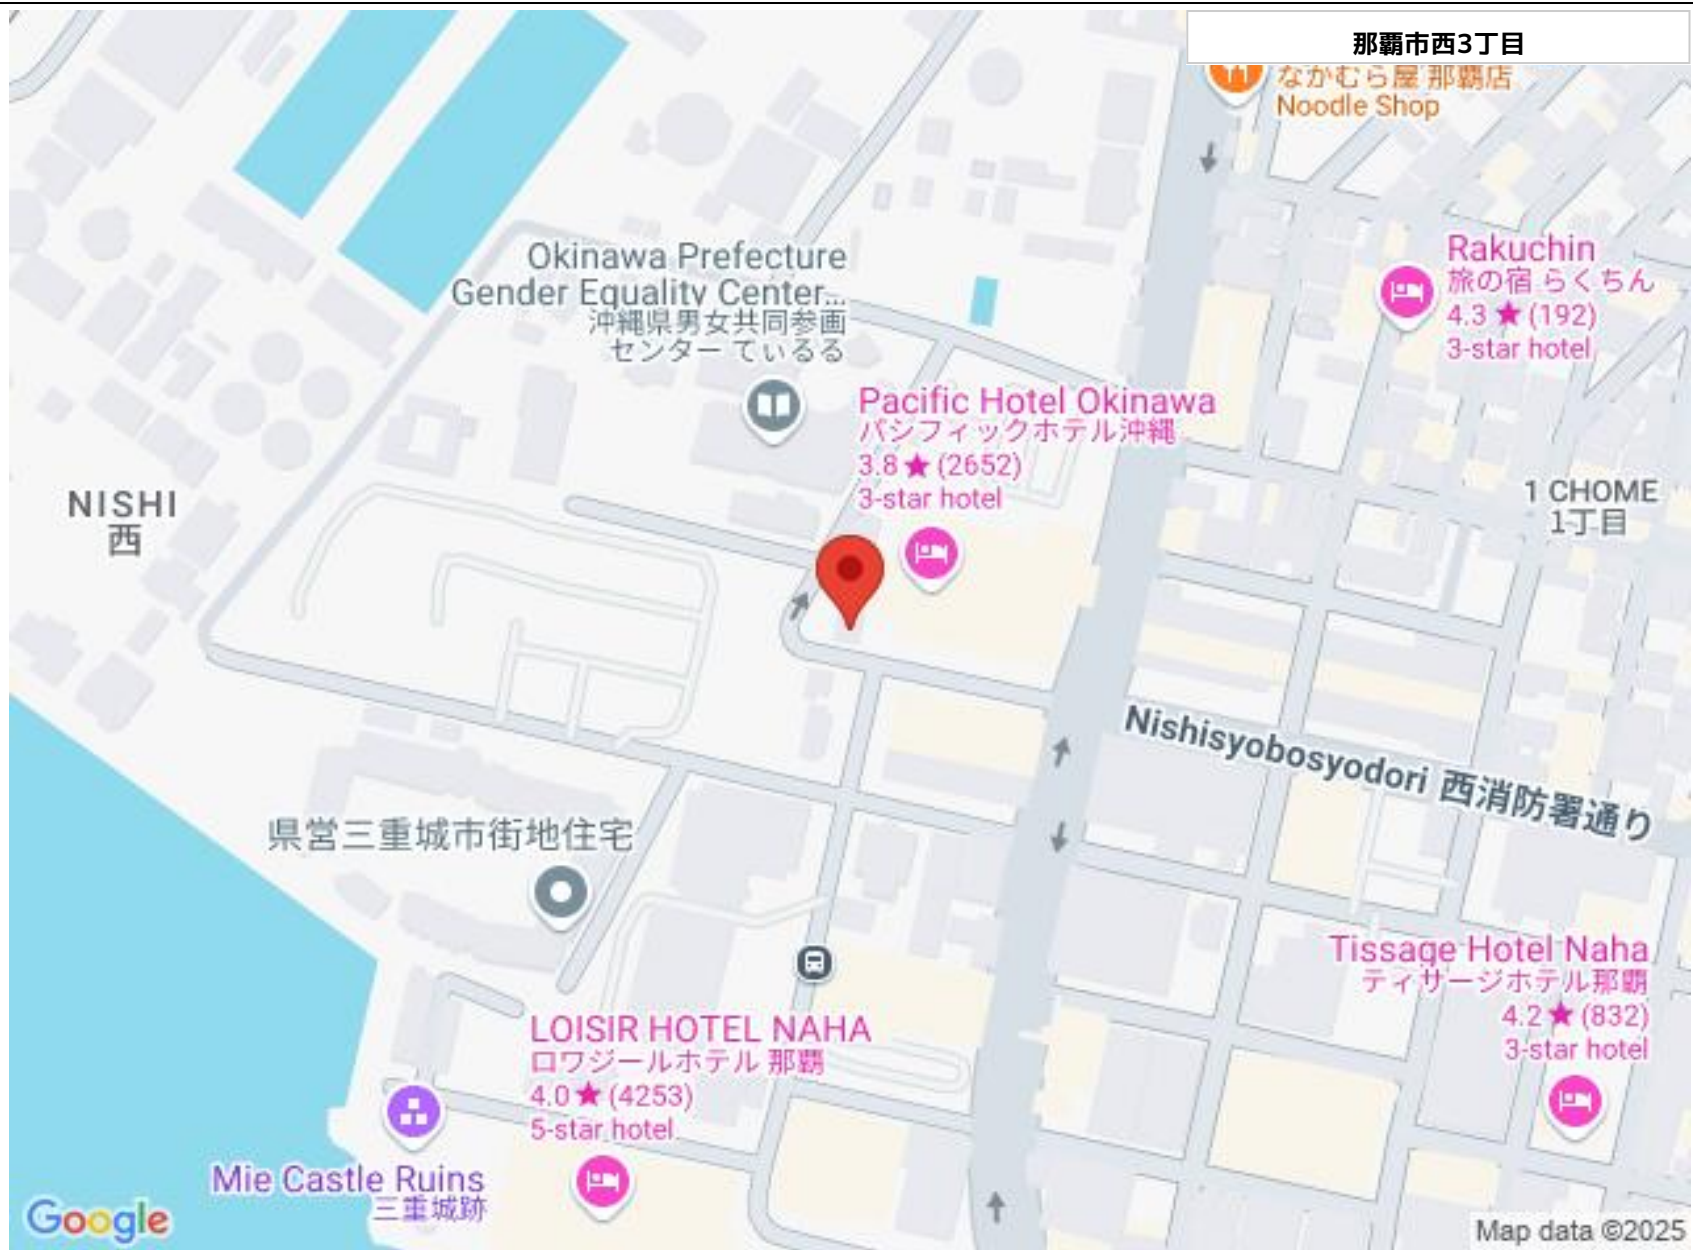 那覇市西3丁目
なかむら屋 那覇店
Noodle Shop
Okinawa Prefecture
Gender Equality Center...
沖縄県男女共同参画
センター てぃるる
Rakuchin
旅の宿 らくちん
4.3 ★ (192)
3-star hotel
Pacific Hotel Okinawa
パシフィックホテル沖縄
3.8 ★ (2652)
3-star hotel
NISHI
西
1 CHOME
1丁目
Nishisyobosyodori 西消防署通り
県営三重城市街地住宅
Tissage Hotel Naha
ティサージホテル那覇
4.2 ★ (832)
3-star hotel
LOISIR HOTEL NAHA
ロワジールホテル 那覇
4.0 ★ (4253)
5-star hotel
Mie Castle Ruins
三重城跡
Google
Map data ©2025